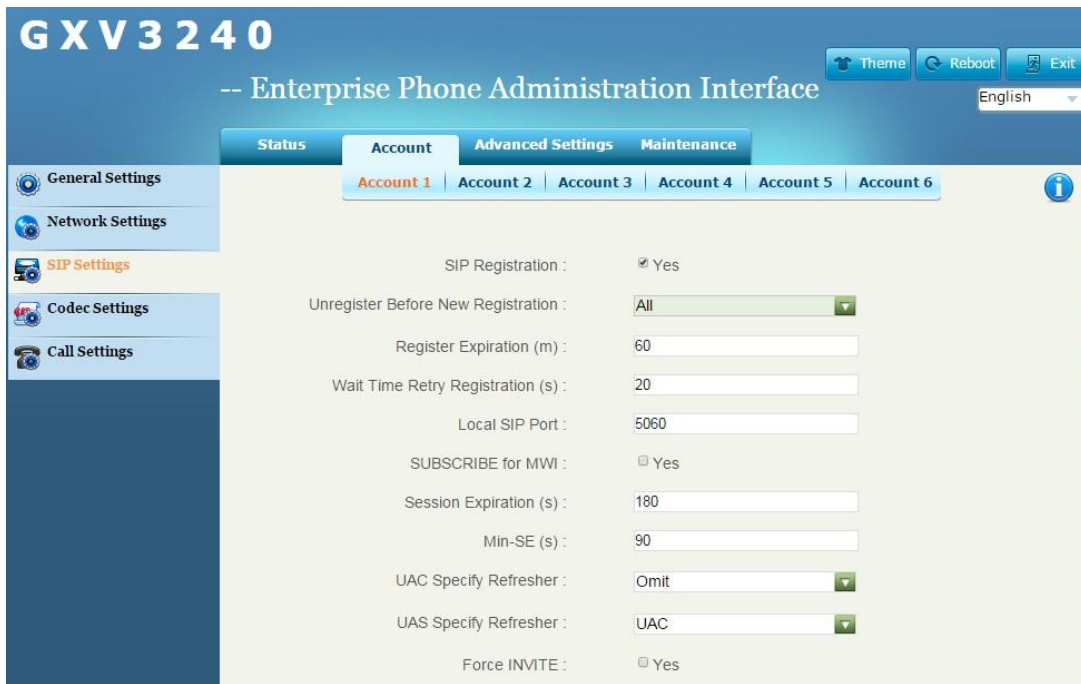 GXV3240
-- Enterprise Phone Administration Interface
Theme
Reboot
Exit
English
Status
Account
Advanced Settings
Maintenance
Account 1
Account 2
Account 3
Account 4
Account 5
Account 6
General Settings
Network Settings
SIP Settings
Codec Settings
Call Settings
SIP Registration : Yes
Unregister Before New Registration : All
Register Expiration (m) : 60
Wait Time Retry Registration (s) : 20
Local SIP Port : 5060
SUBSCRIBE for MWI : Yes
Session Expiration (s) : 180
Min-SE (s) : 90
UAC Specify Refresher : Omit
UAS Specify Refresher : UAC
Force INVITE : Yes